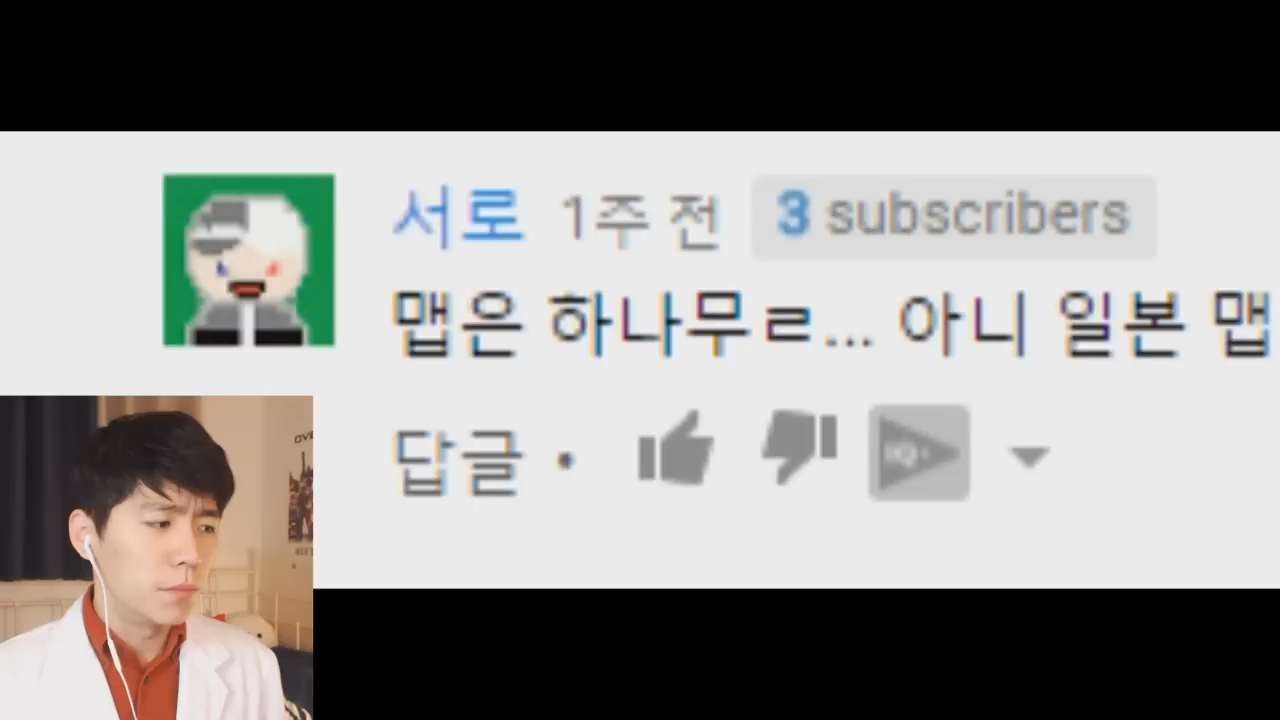 서로 1주 전 3 subscribers
맵은 하나무ㄹ... 아니 일본 맵
답글 •